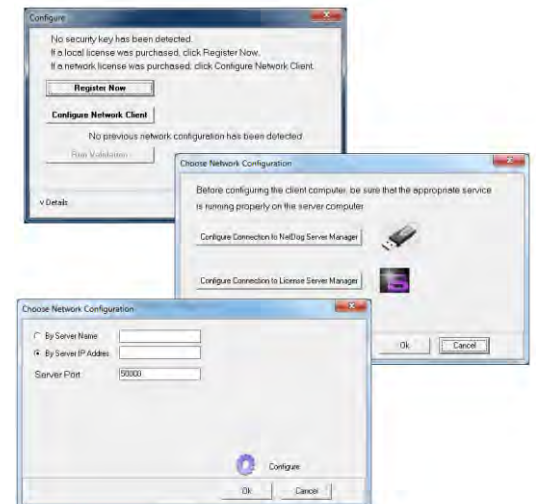 Configure
No security key has been detected.
If a local license was purchased, click Register Now.
If a network license was purchased, click Configure Network Client.
Register Now
Configure Network Client
No previous network configuration has been detected
Run Validation
v Details
Choose Network Configuration
Before configuring the client computer, be sure that the appropriate service
is running properly on the server computer
Configure Connection to NetDog Server Manager
Configure Connection to License Server Manager
Ok
Cancel
Choose Network Configuration
By Server Name
By Server IP Addres
Server Port
50000
Configure
Ok
Cancel